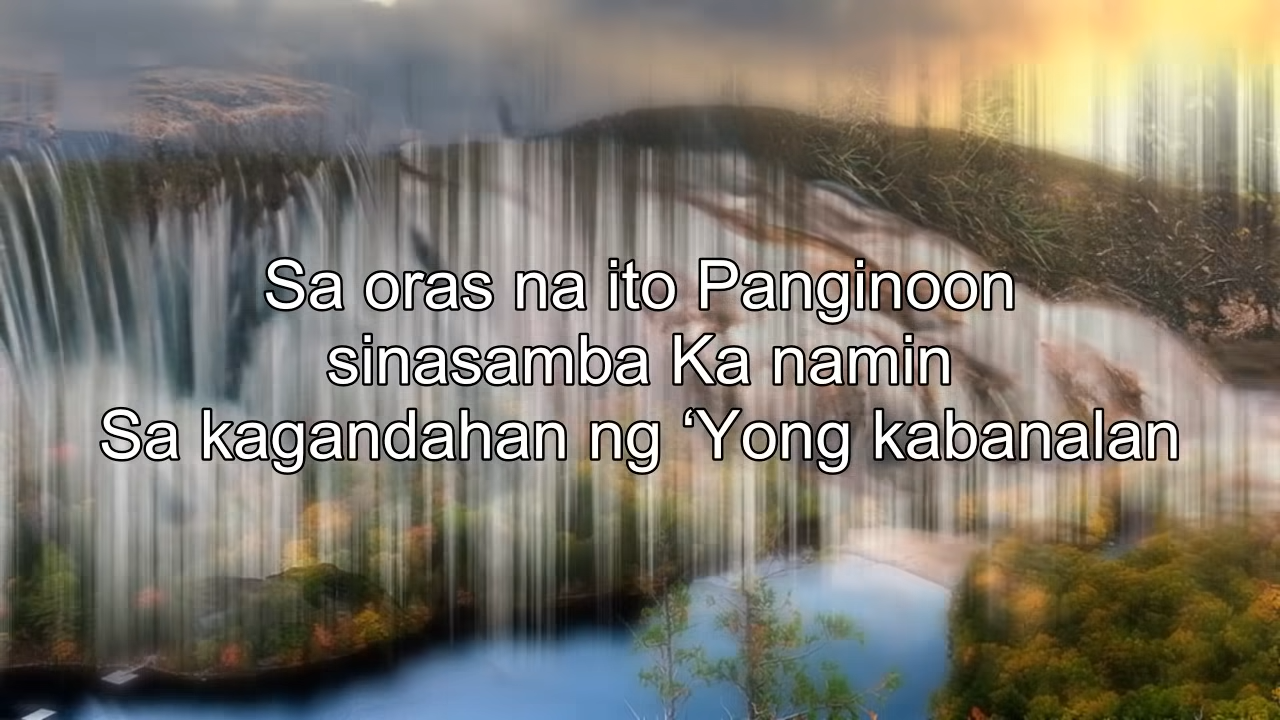 Sa oras na ito Panginoon
sinasamba Ka namin
Sa kagandahan ng ‘Yong kabanalan